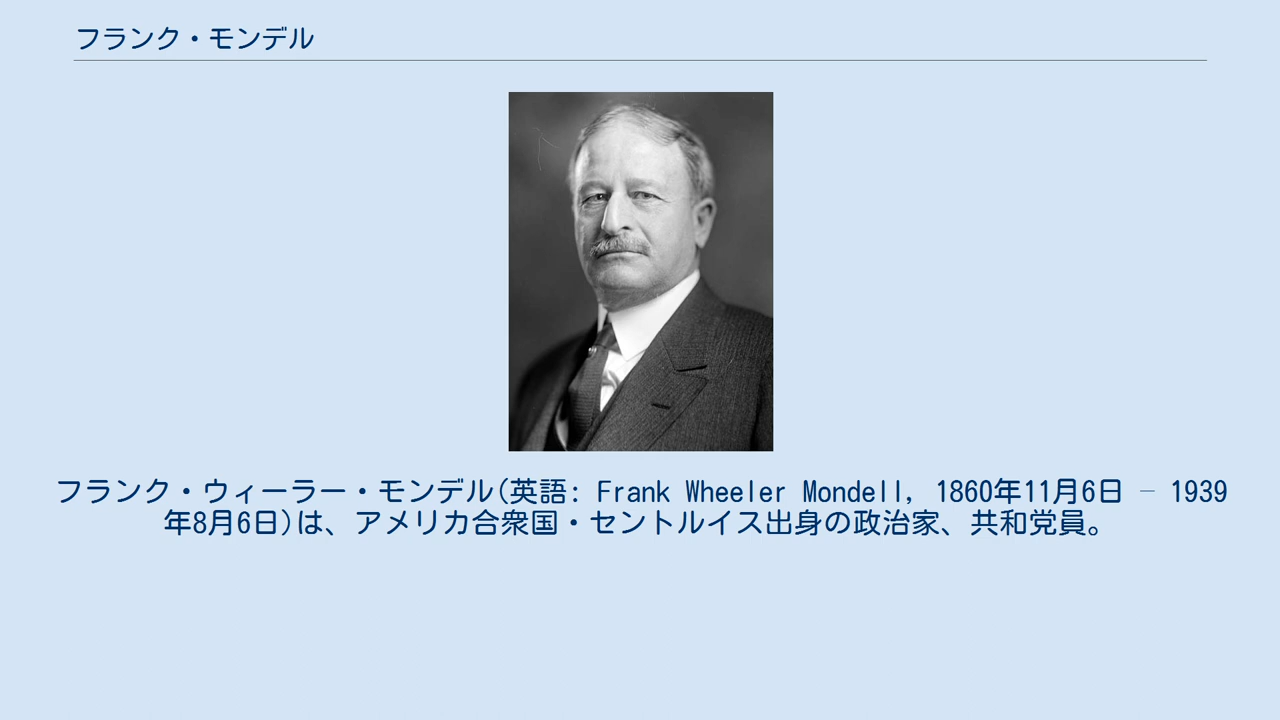 フランク・モンデル
フランク・ウィーラー・モンデル(英語: Frank Wheeler Mondell, 1860年11月6日 – 1939
年8月6日)は、アメリカ合衆国・セントルイス出身の政治家、共和党員。